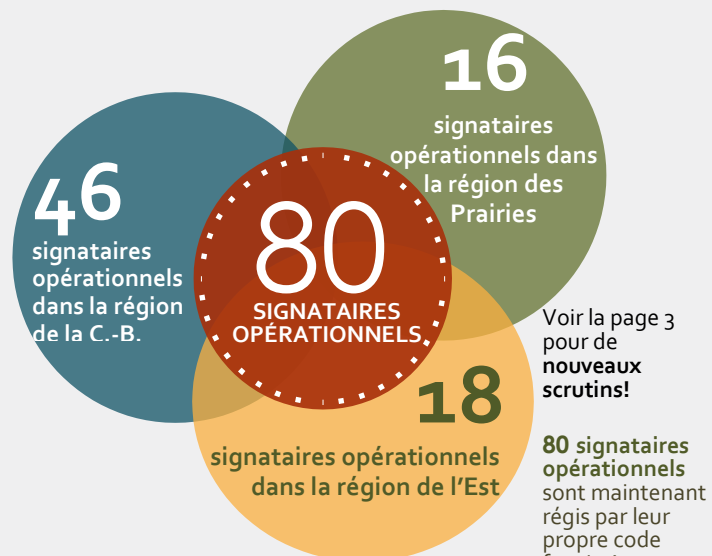 16
signataires
opérationnels dans
la région des
Prairies
46
signataires
opérationnels
dans la région
de la C.-B.
80
SIGNATAIRES
OPÉRATIONNELS
18
signataires opérationnels
dans la région de l’Est
Voir la page 3
pour de
nouveaux
scrutins!
80 signataires
opérationnels
sont maintenant
régis par leur
propre code